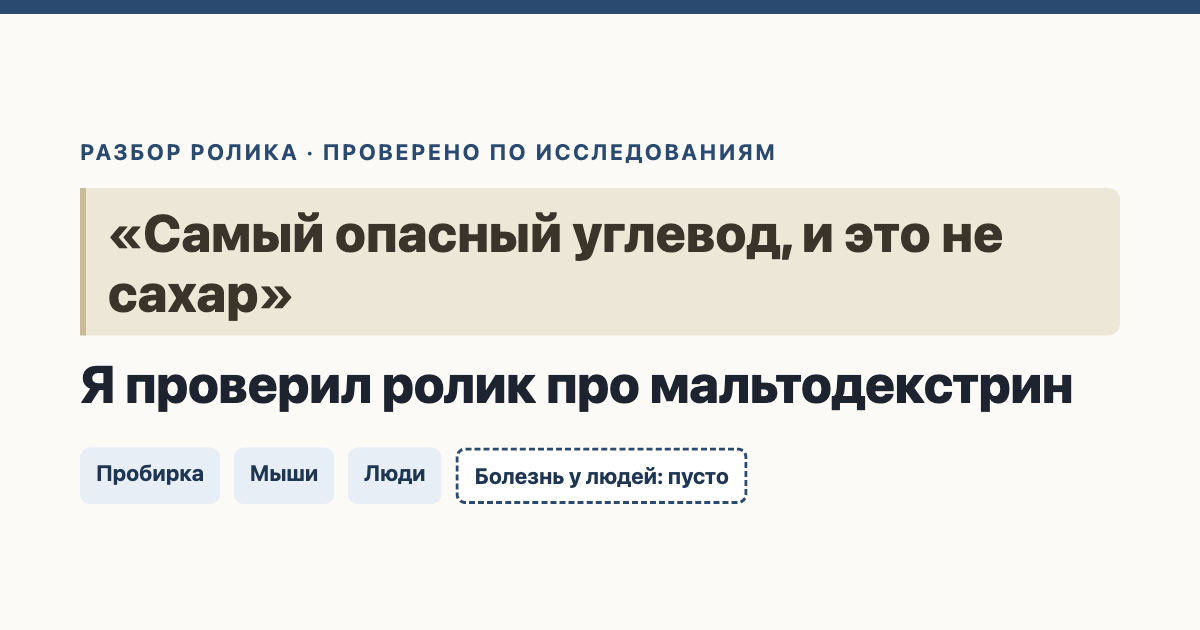 РАЗБОР РОЛИКА · ПРОВЕРЕНО ПО ИССЛЕДОВАНИЯМ
«Самый опасный углевод, и это не
сахар»
Я проверил ролик про мальтодекстрин
Пробирка Мыши Люди Болезнь у людей: пусто